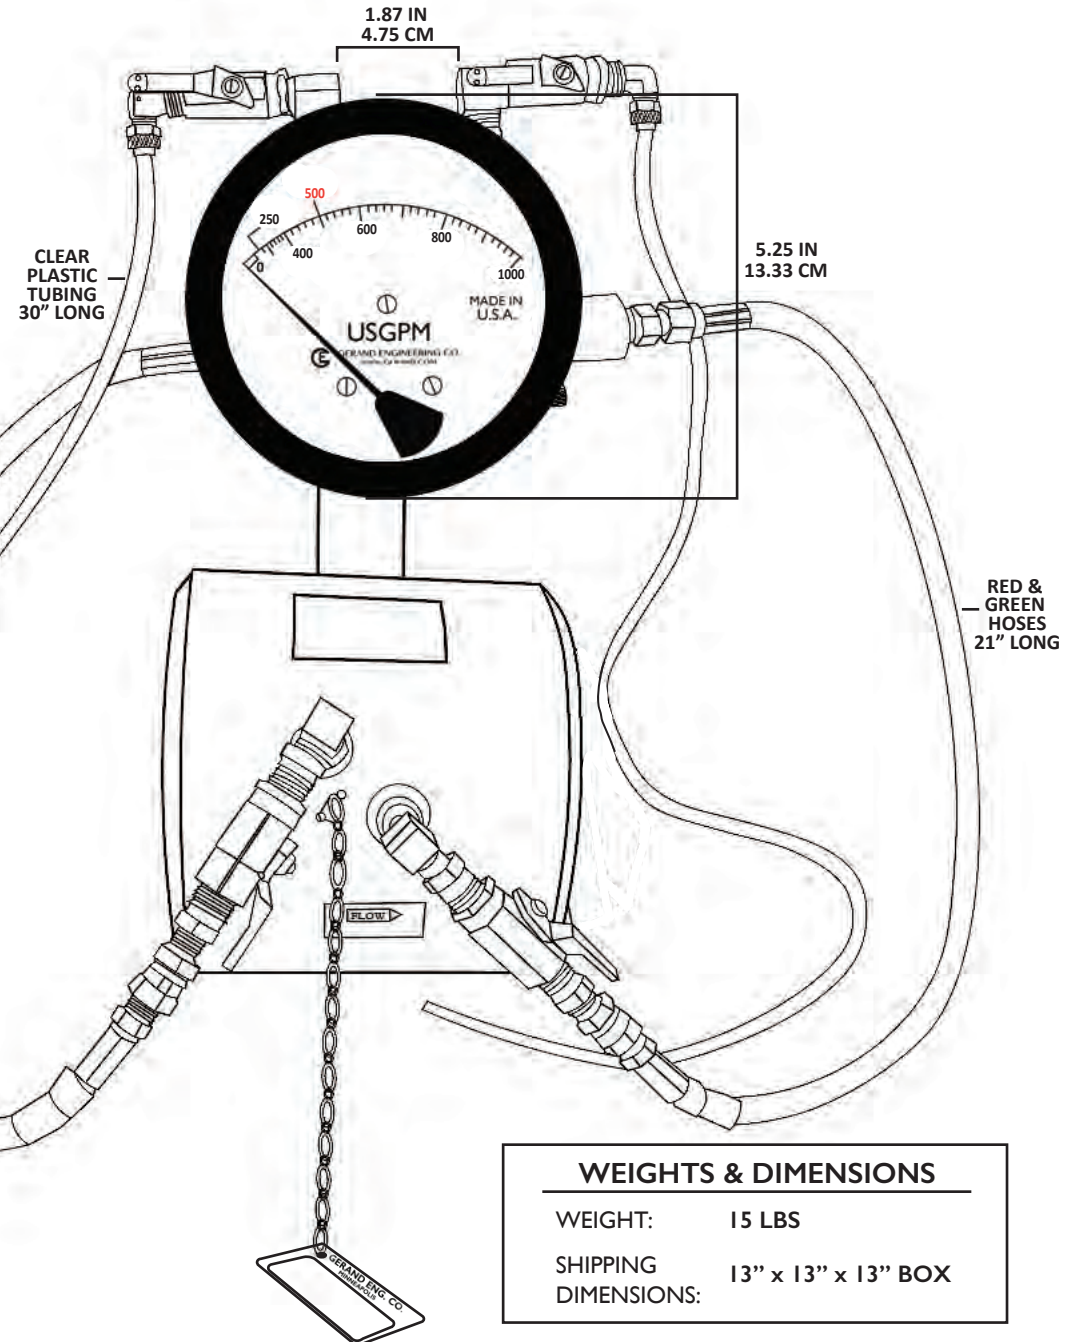 1.87 IN
4.75 CM
500
250
600
400
800
0
1000
CLEAR
PLASTIC
TUBING
30” LONG
5.25 IN
13.33 CM
MADE IN
U.S.A.
USGPM
GERAND ENGINEERING CO.
RED &
GREEN
HOSES
21” LONG
FLOW
WEIGHTS & DIMENSIONS
WEIGHT: 15 LBS
SHIPPING
DIMENSIONS: 13” x 13” x 13” BOX
GERAND ENG. CO.
MINNEAPOLIS